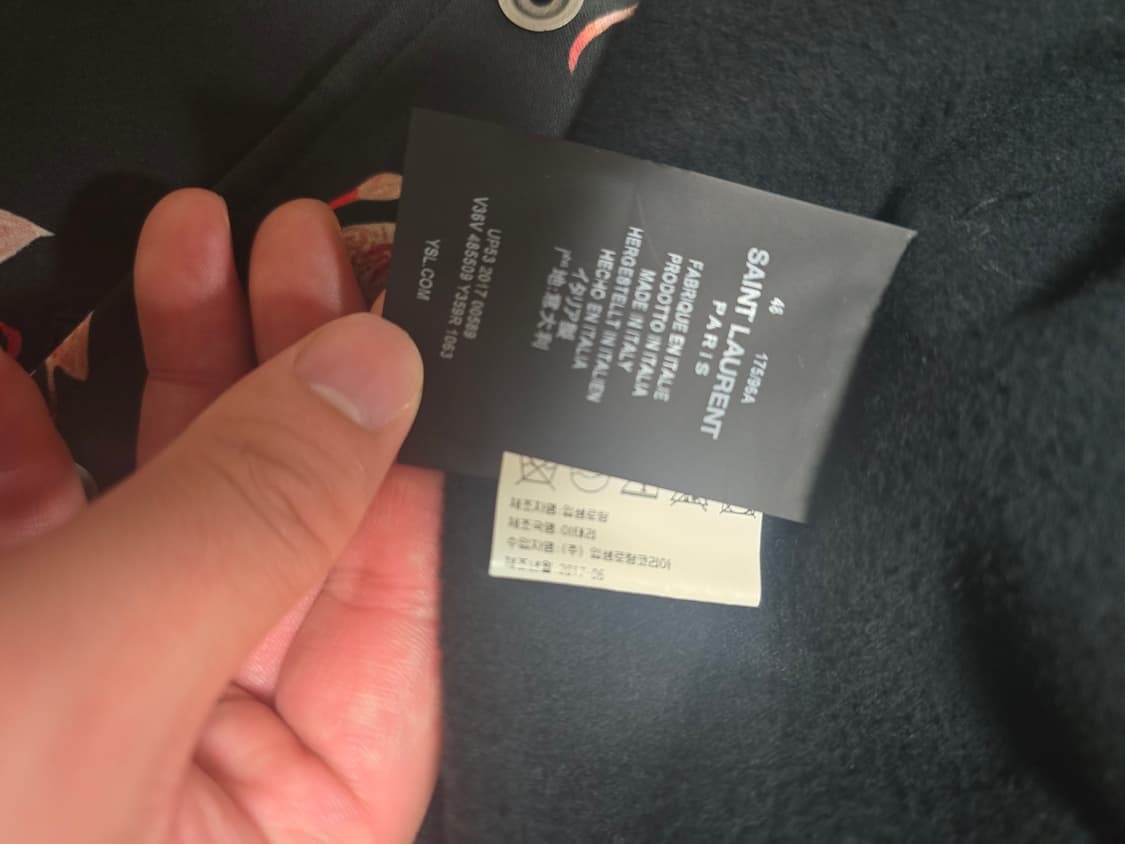 46 175/96A
SAINT LAURENT
PARIS
FABRIQUE EN ITALIE
PRODOTTO IN ITALIA
MADE IN ITALY
HERGESTELLT IN ITALIEN
HECHO EN ITALIA
イタリア製
产地:意大利
UP53 2017 00589
V36V 485509 Y359R 1063
YSL.COM
제조자명 입생로랑
제조국명 이태리
수입자명 (주) 입생로랑코리아
제조년월 2017-06